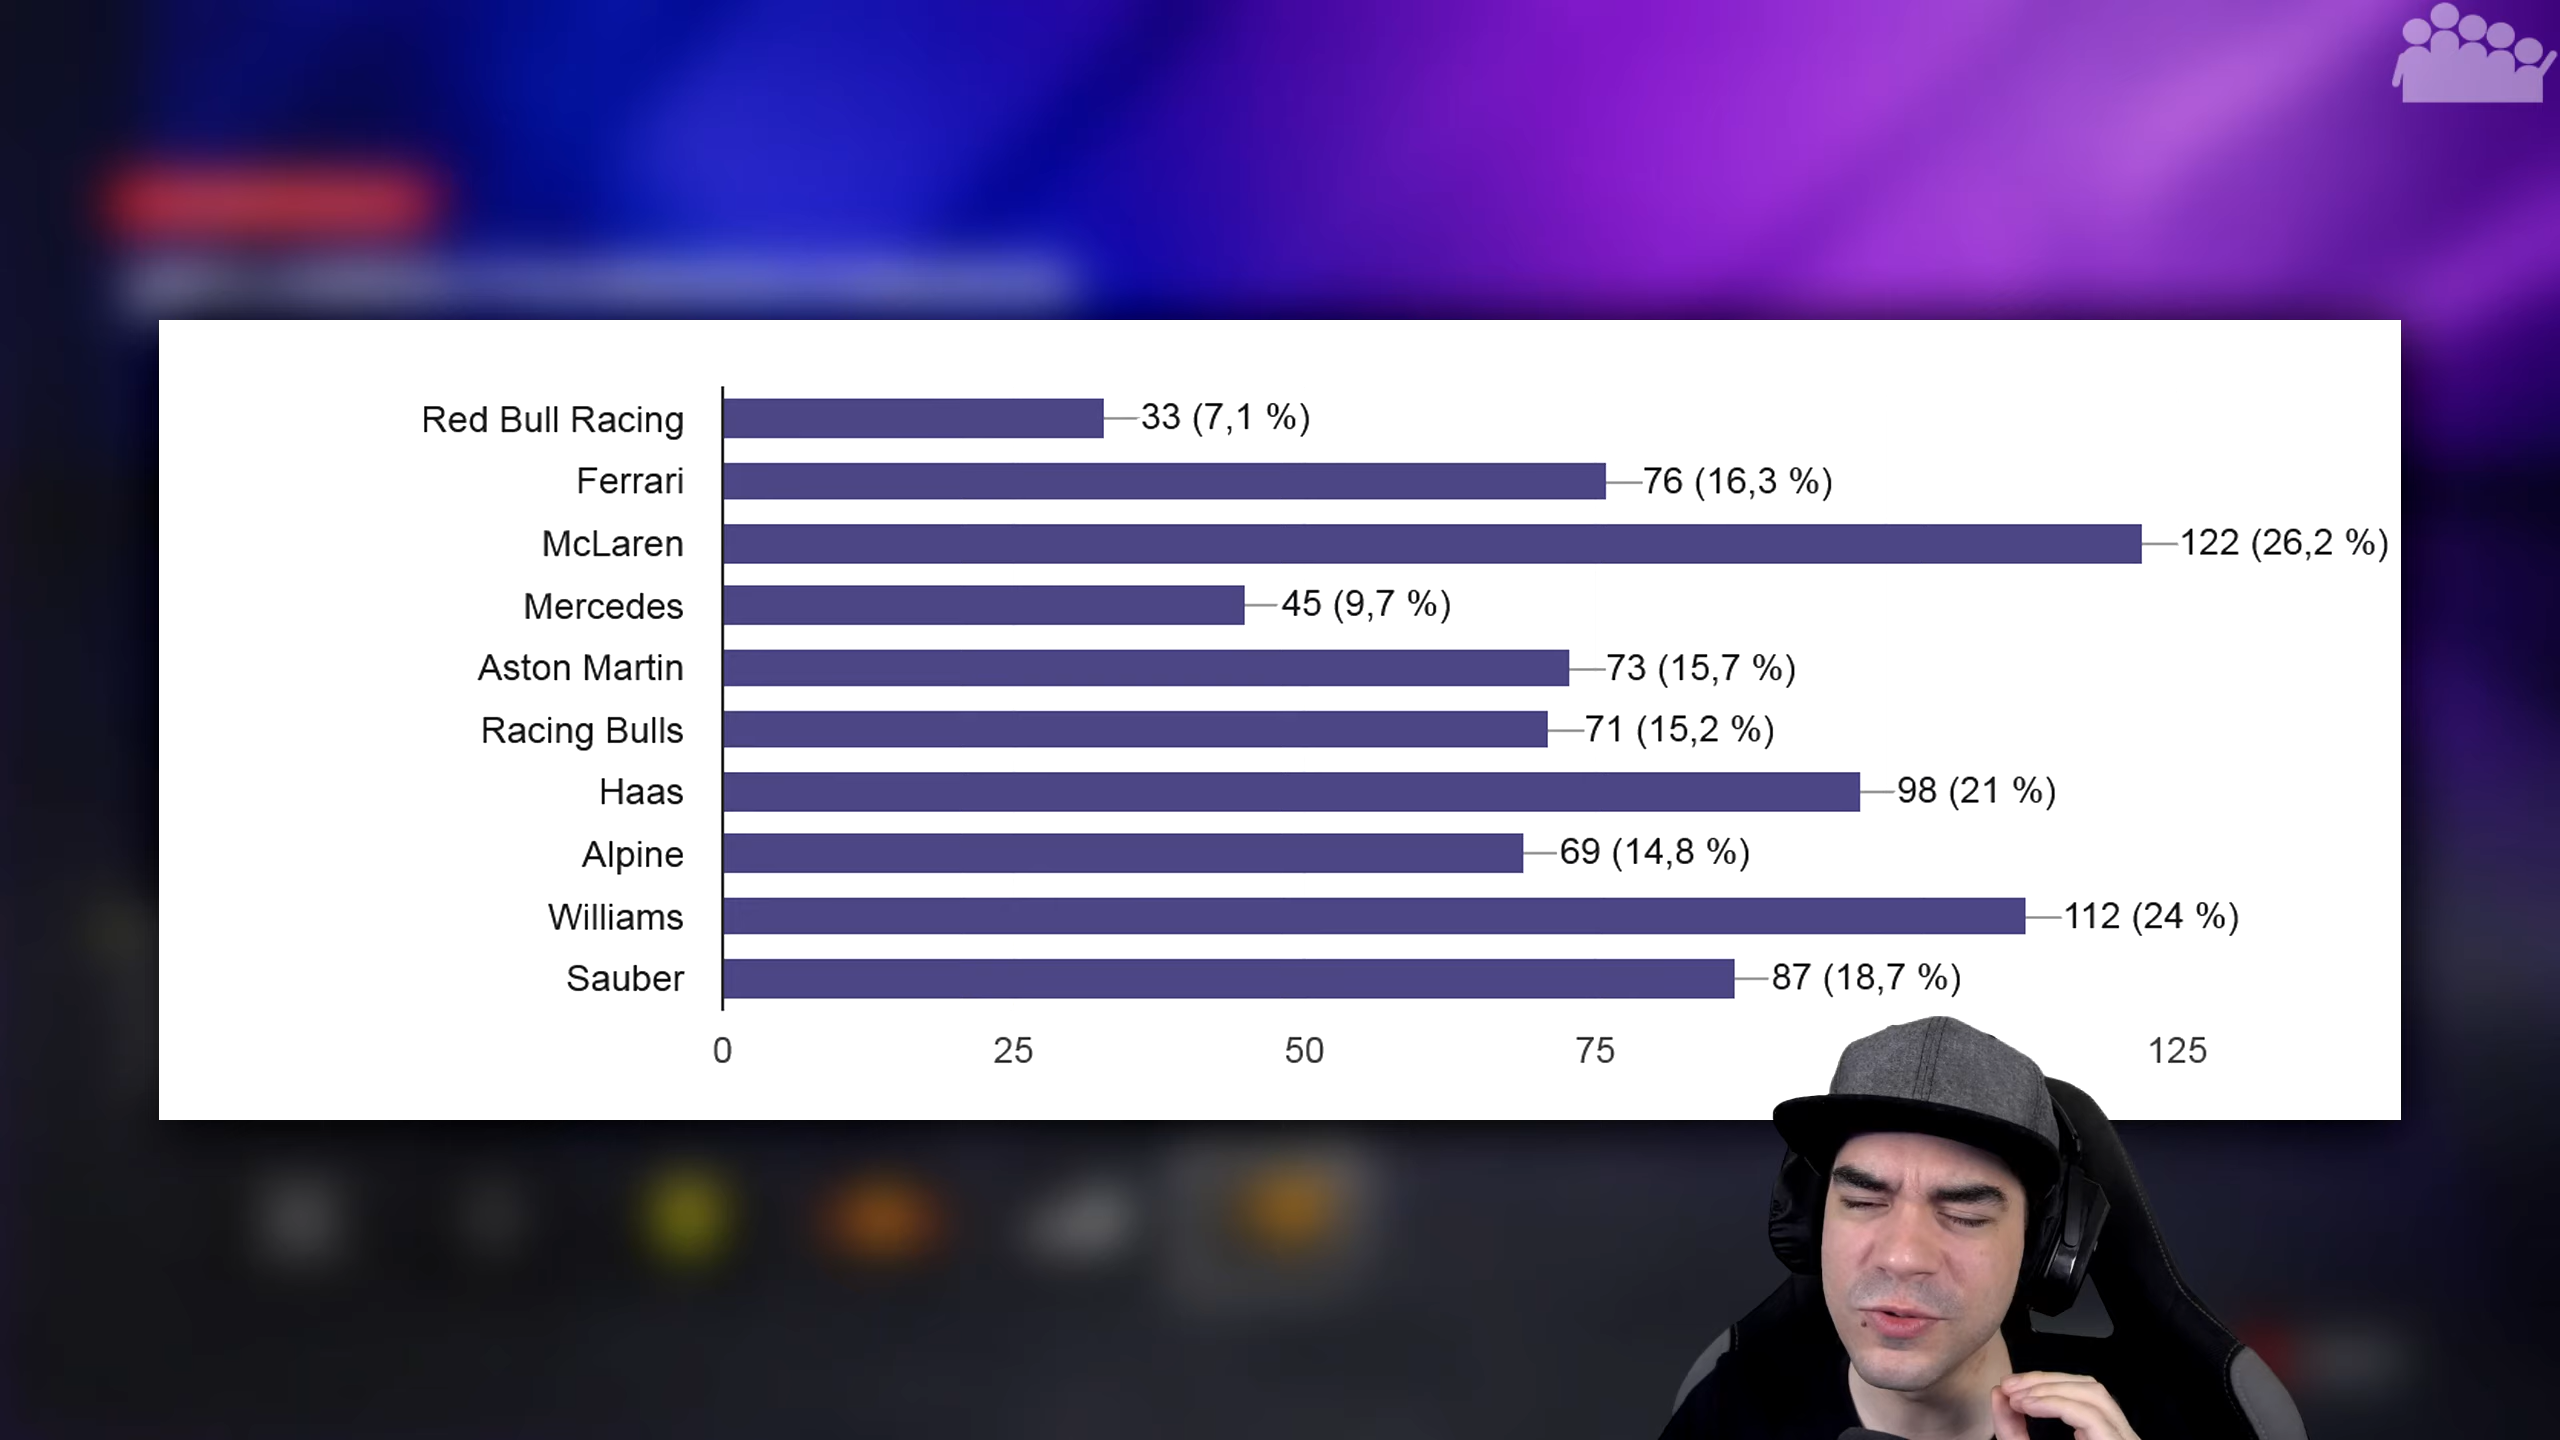 Red Bull Racing 33 (7,1 %)
Ferrari 76 (16,3 %)
McLaren 122 (26,2 %)
Mercedes 45 (9,7 %)
Aston Martin 73 (15,7 %)
Racing Bulls 71 (15,2 %)
Haas 98 (21 %)
Alpine 69 (14,8 %)
Williams 112 (24 %)
Sauber 87 (18,7 %)
0 25 50 75 125